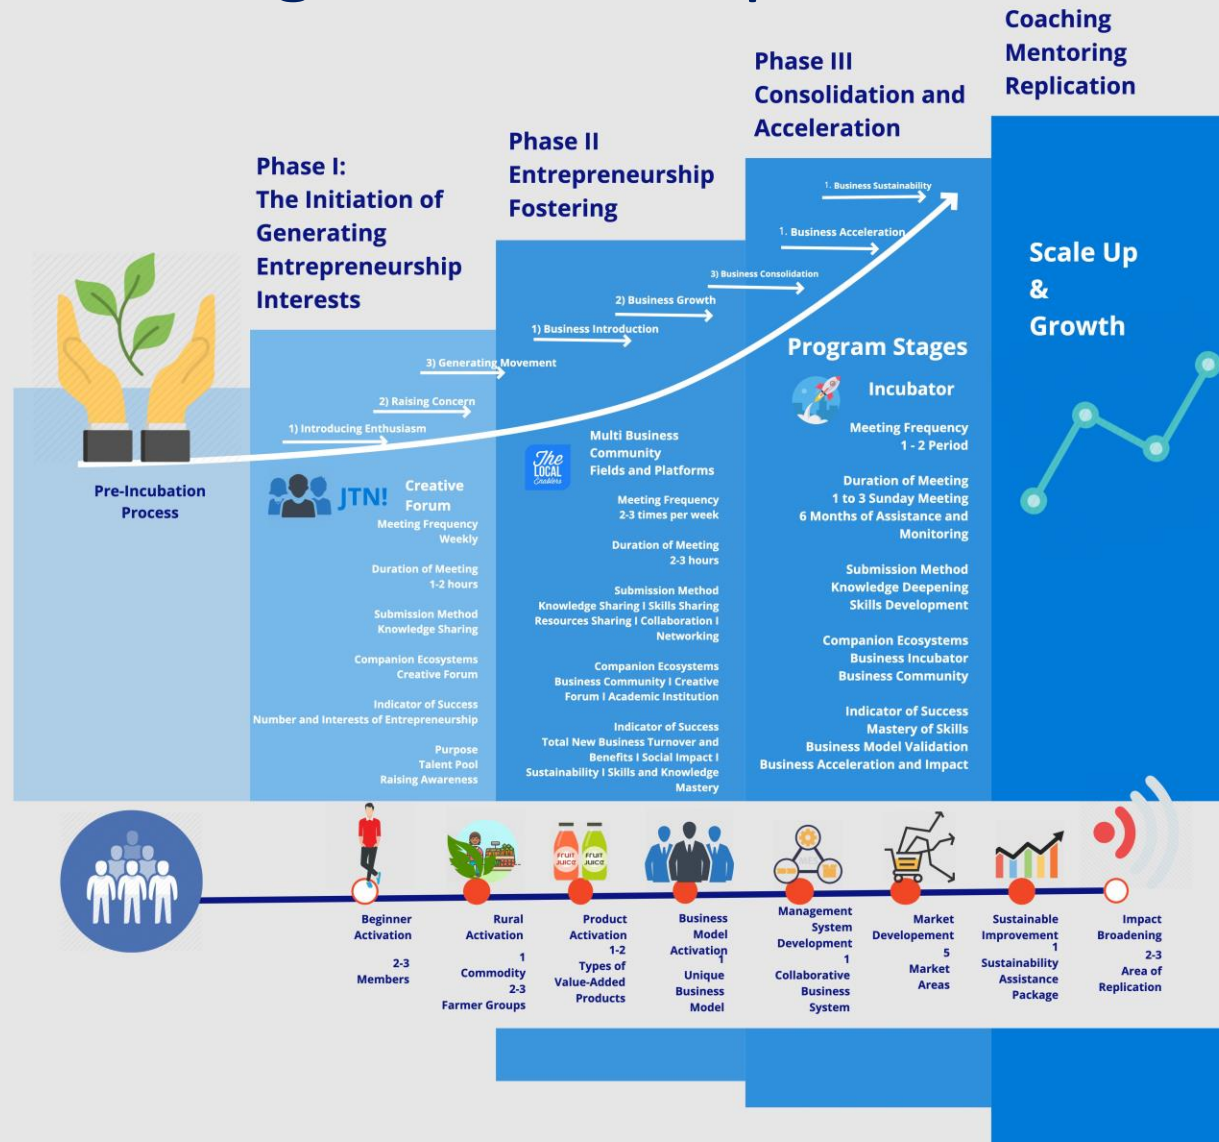 Coaching
Mentoring
Replication
Phase III
Consolidation and
Acceleration
Phase II
Entrepreneurship
Fostering
Phase I:
The Initiation of
Generating
Entrepreneurship
Interests
Pre-Incubation
Process
1) Introducing Enthusiasm
2) Raising Concern
3) Generating Movement
1) Business Introduction
2) Business Growth
3) Business Consolidation
1. Business Acceleration
1. Business Sustainability
JTN!
Creative
Forum
Meeting Frequency
Weekly
Duration of Meeting
1-2 hours
Submission Method
Knowledge Sharing
Companion Ecosystems
Creative Forum
Indicator of Success
Number and Interests of Entrepreneurship
Purpose
Talent Pool
Raising Awareness
The
LOCAL
Enablers
Multi Business
Community
Fields and Platforms
Meeting Frequency
2-3 times per week
Duration of Meeting
2-3 hours
Submission Method
Knowledge Sharing I Skills Sharing
Resources Sharing I Collaboration I
Networking
Companion Ecosystems
Business Community I Creative
Forum I Academic Institution
Indicator of Success
Total New Business Turnover and
Benefits I Social Impact I
Sustainability I Skills and Knowledge
Mastery
Program Stages
Incubator
Meeting Frequency
1 - 2 Period
Duration of Meeting
1 to 3 Sunday Meeting
6 Months of Assistance and
Monitoring
Submission Method
Knowledge Deepening
Skills Development
Companion Ecosystems
Business Incubator
Business Community
Indicator of Success
Mastery of Skills
Business Model Validation
Business Acceleration and Impact
Scale Up
&
Growth
FRUIT
JUICE
FRUIT
JUICE
Beginner
Activation
2-3
Members
Rural
Activation
1
Commodity
2-3
Farmer Groups
Product
Activation
1-2
Types of
Value-Added
Products
Business
Model
Activation
1
Unique
Business
Model
Management
System
Development
1
Collaborative
Business
System
Market
Developement
5
Market
Areas
Sustainable
Improvement
1
Sustainability
Assistance
Package
Impact
Broadening
2-3
Area of
Replication